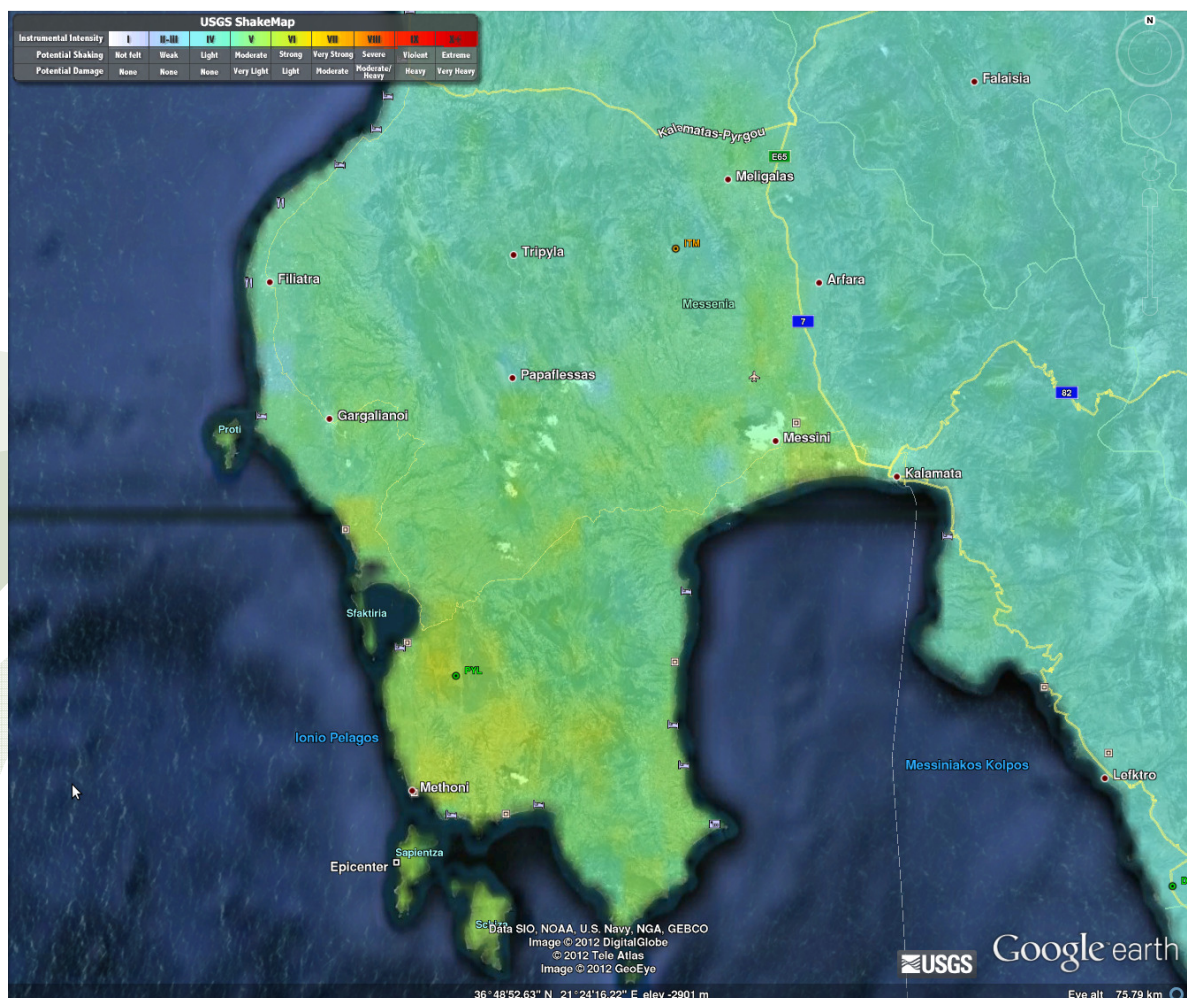 USGS ShakeMap
Instrumental Intensity I II-III IV V VI VII VIII IX X+
Potential Shaking Not felt Weak Light Moderate Strong Very Strong Severe Violent Extreme
Potential Damage None None None Very Light Light Moderate Moderate/Heavy Heavy Very Heavy
N
Falaisia
Kalamatas-Pyrgou
E65
Meligalas
ITM
Tripyla
Filiatra
Arfara
Messenia
7
Papaflessas
82
Gargalianoi
Proti
Messini
Kalamata
Sfaktiria
PYL
Ionio Pelagos
Messiniakos Kolpos
Lefktro
Methoni
Sapientza
Epicenter
Data SIO, NOAA, U.S. Navy, NGA, GEBCO
Image © 2012 DigitalGlobe
© 2012 Tele Atlas
Image © 2012 GeoEye
USGS
Google earth
36°48'52.63" N 21°24'16.22" E elev -2901 m
Eye alt 75.79 km